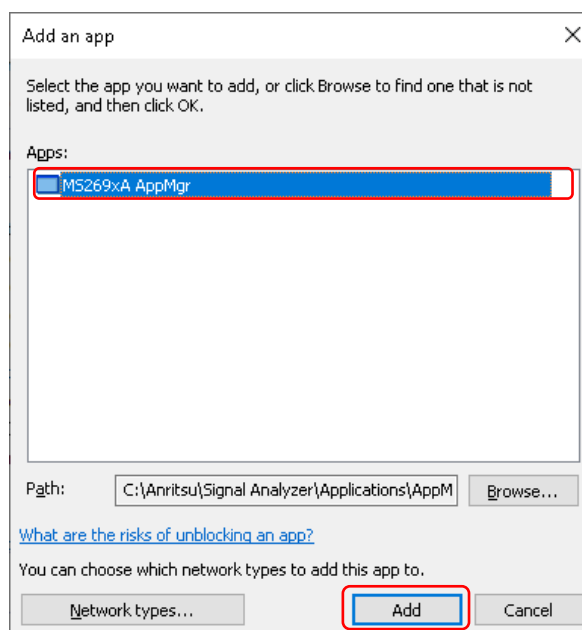 Add an app
Select the app you want to add, or click Browse to find one that is not
listed, and then click OK.
Apps:
MS269xA AppMgr
Path:
C:\Anritsu\Signal Analyzer\Applications\AppM
Browse...
What are the risks of unblocking an app?
You can choose which network types to add this app to.
Network types...
Add
Cancel